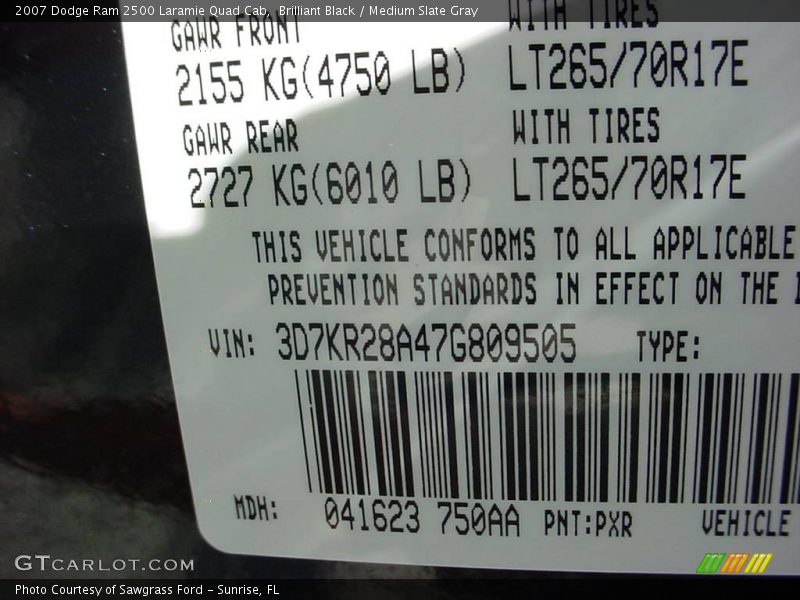 2007 Dodge Ram 2500 Laramie Quad Cab, Brilliant Black / Medium Slate Gray
GAWR FRONT WITH TIRES
2155 KG(4750 LB) LT265/70R17E
GAWR REAR WITH TIRES
2727 KG(6010 LB) LT265/70R17E
THIS VEHICLE CONFORMS TO ALL APPLICABLE
PREVENTION STANDARDS IN EFFECT ON THE
VIN: 3D7KR28A47G809505 TYPE:
MDH: 041623 750AA PNT:PXR VEHICLE
GTCARLOT.COM
Photo Courtesy of Sawgrass Ford - Sunrise, FL